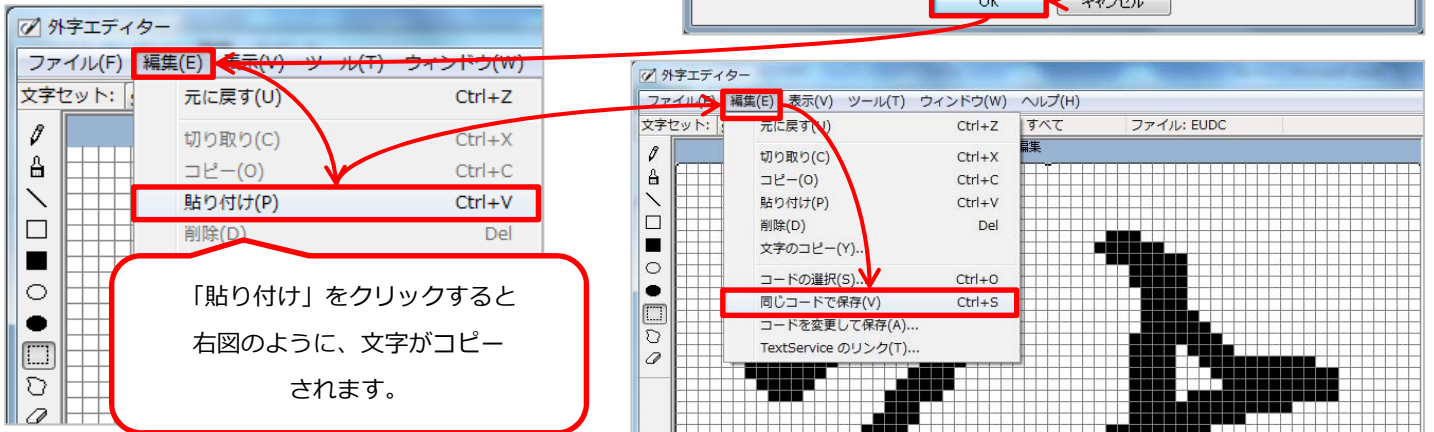 OK キャンセル
外字エディター
ファイル(F) 編集(E) 表示(V) ツール(T) ウィンドウ(W)
文字セット:
元に戻す(U) Ctrl+Z
切り取り(C) Ctrl+X
コピー(O) Ctrl+C
貼り付け(P) Ctrl+V
削除(D) Del
「貼り付け」をクリックすると
右図のように、文字がコピー
されます。
外字エディター
ファイル(F) 編集(E) 表示(V) ツール(T) ウィンドウ(W) ヘルプ(H)
文字セット: すべて ファイル: EUDC
編集
元に戻す(U) Ctrl+Z
切り取り(C) Ctrl+X
コピー(O) Ctrl+C
貼り付け(P) Ctrl+V
削除(D) Del
文字のコピー(Y)...
コードの選択(S)... Ctrl+O
同じコードで保存(V) Ctrl+S
コードを変更して保存(A)...
TextService のリンク(T)...